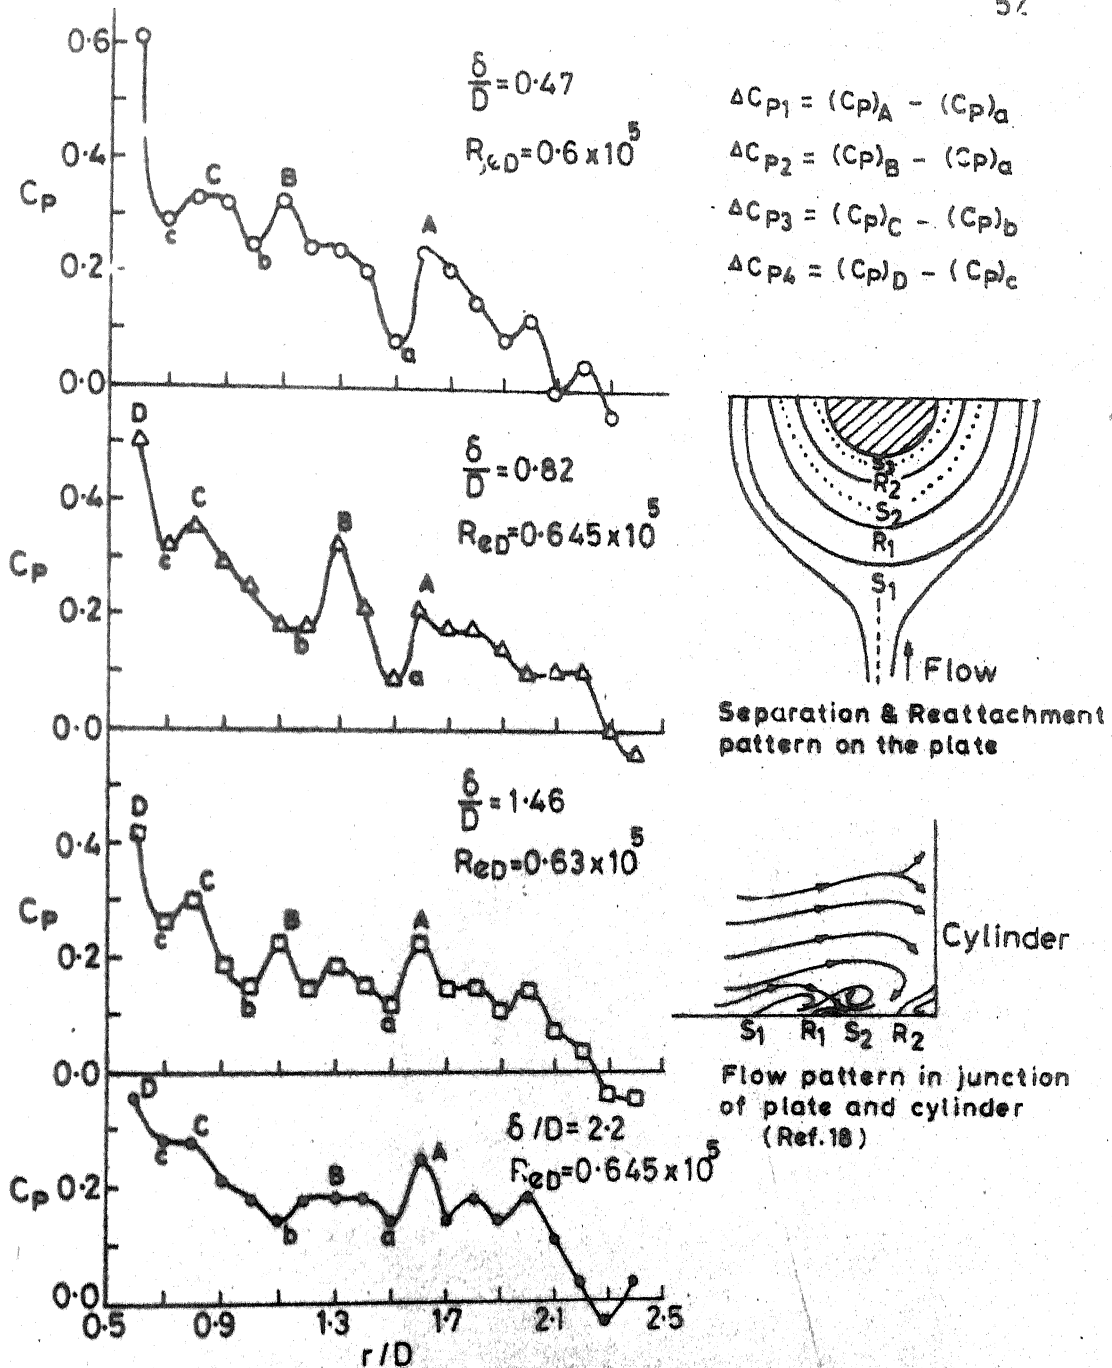 δ/D = 0.47
ReD = 0.6 x 10^5
ΔCp1 = (Cp)A - (Cp)a
ΔCp2 = (Cp)B - (Cp)a
ΔCp3 = (Cp)C - (Cp)b
ΔCp4 = (Cp)D - (Cp)c
0.6
0.4
Cp
0.2
0.0
c
C
b
B
a
A
δ/D = 0.82
ReD = 0.645 x 10^5
0.4
Cp
0.2
0.0
D
c
C
b
B
a
A
S3
R2
S2
R1
S1
Flow
Separation & Reattachment
pattern on the plate
δ/D = 1.46
ReD = 0.63 x 10^5
0.4
Cp
0.2
0.0
D
c
C
b
B
a
A
Cylinder
S1 R1 S2 R2
Flow pattern in junction
of plate and cylinder
(Ref. 18)
δ/D = 2.2
ReD = 0.645 x 10^5
Cp
0.2
0.0
D
c
C
b
B
a
A
0.5 0.9 1.3 1.7 2.1 2.5
r/D